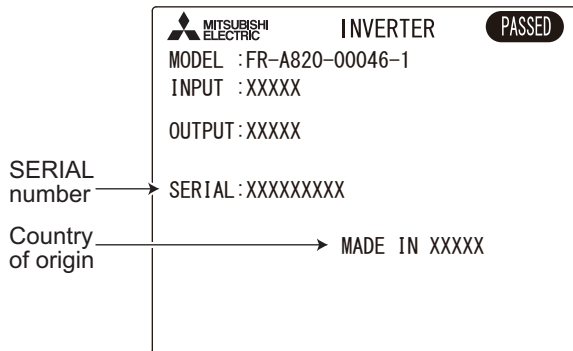 MITSUBISHI
ELECTRIC
INVERTER
PASSED
MODEL :FR-A820-00046-1
INPUT :XXXXX
OUTPUT:XXXXX
SERIAL
number
SERIAL:XXXXXXXXX
Country
of origin
MADE IN XXXXX